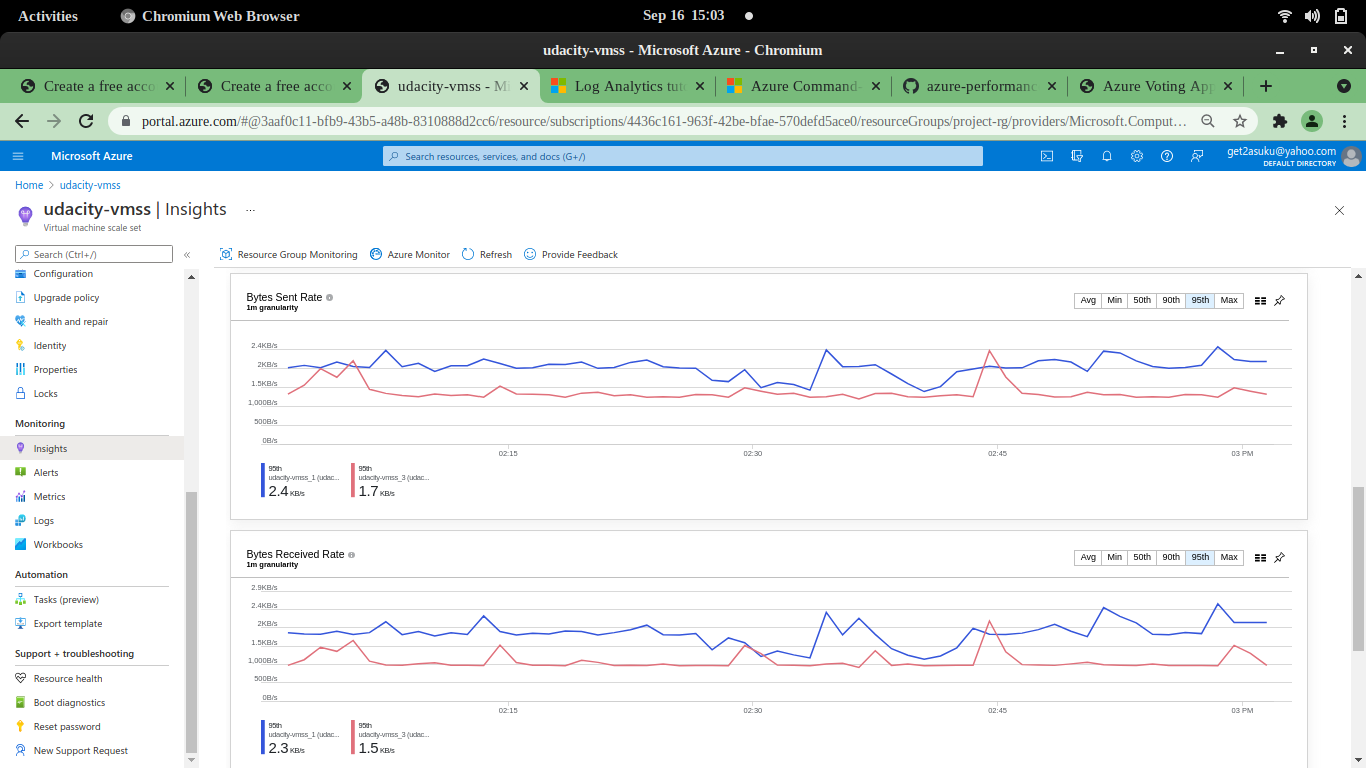 Activities
Chromium Web Browser
Sep 16 15:03
udacity-vmss - Microsoft Azure - Chromium
Create a free acco
Create a free acco
udacity-vmss - Mi
Log Analytics tut
Azure Command-
azure-performanc
Azure Voting App
portal.azure.com/#@3aaf0c11-bfb9-43b5-a48b-8310888d2cc6/resource/subscriptions/4436c161-963f-42be-bfae-570defd5ace0/resourceGroups/project-rg/providers/Microsoft.Comput…
Microsoft Azure
Search resources, services, and docs (G+/)
get2asuku@yahoo.com
DEFAULT DIRECTORY
Home > udacity-vmss
udacity-vmss | Insights ...
Virtual machine scale set
Search (Ctrl+/)
«
Configuration
Upgrade policy
Health and repair
Identity
Properties
Locks
Monitoring
Insights
Alerts
Metrics
Logs
Workbooks
Automation
Tasks (preview)
Export template
Support + troubleshooting
Resource health
Boot diagnostics
Reset password
New Support Request
Resource Group Monitoring
Azure Monitor
Refresh
Provide Feedback
Bytes Sent Rate
1m granularity
Avg Min 50th 90th 95th Max
2.4KB/s
2KB/s
1.5KB/s
1,000B/s
500B/s
0B/s
02:15 02:30 02:45 03 PM
95th
udacity-vmss_1 (udac...
2.4 KB/s
95th
udacity-vmss_3 (udac...
1.7 KB/s
Bytes Received Rate
1m granularity
Avg Min 50th 90th 95th Max
2.9KB/s
2.4KB/s
2KB/s
1.5KB/s
1,000B/s
500B/s
0B/s
02:15 02:30 02:45 03 PM
95th
udacity-vmss_1 (udac...
2.3 KB/s
95th
udacity-vmss_3 (udac...
1.5 KB/s